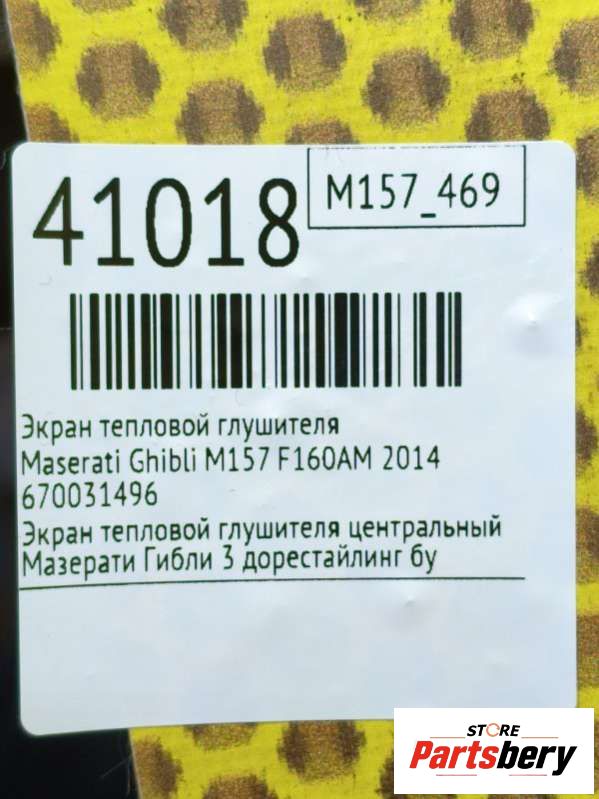 41018
M157_469
Экран тепловой глушителя
Maserati Ghibli M157 F160AM 2014
670031496
Экран тепловой глушителя центральный
Мазерати Гибли 3 дорестайлинг бу
STORE
Partsbery